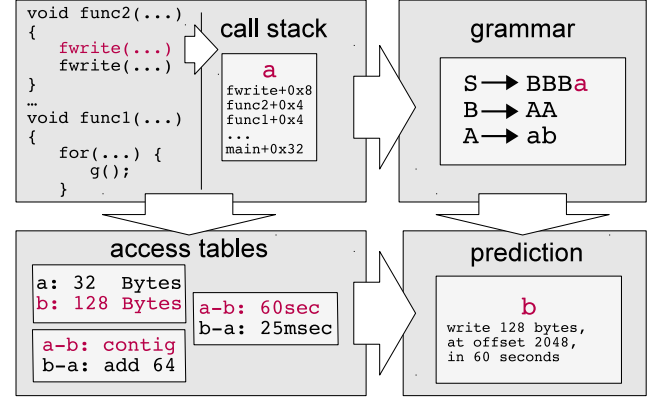 void func2(...)
{
fwrite(...)
fwrite(...)
}
…
void func1(...)
{
for(...) {
g();
}
call stack
a
fwrite+0x8
func2+0x4
func1+0x4
...
main+0x32
grammar
S→BBBa
B→AA
A→ab
access tables
a: 32 Bytes
b: 128 Bytes
a-b: 60sec
b-a: 25msec
a-b: contig
b-a: add 64
prediction
b
write 128 bytes,
at offset 2048,
in 60 seconds